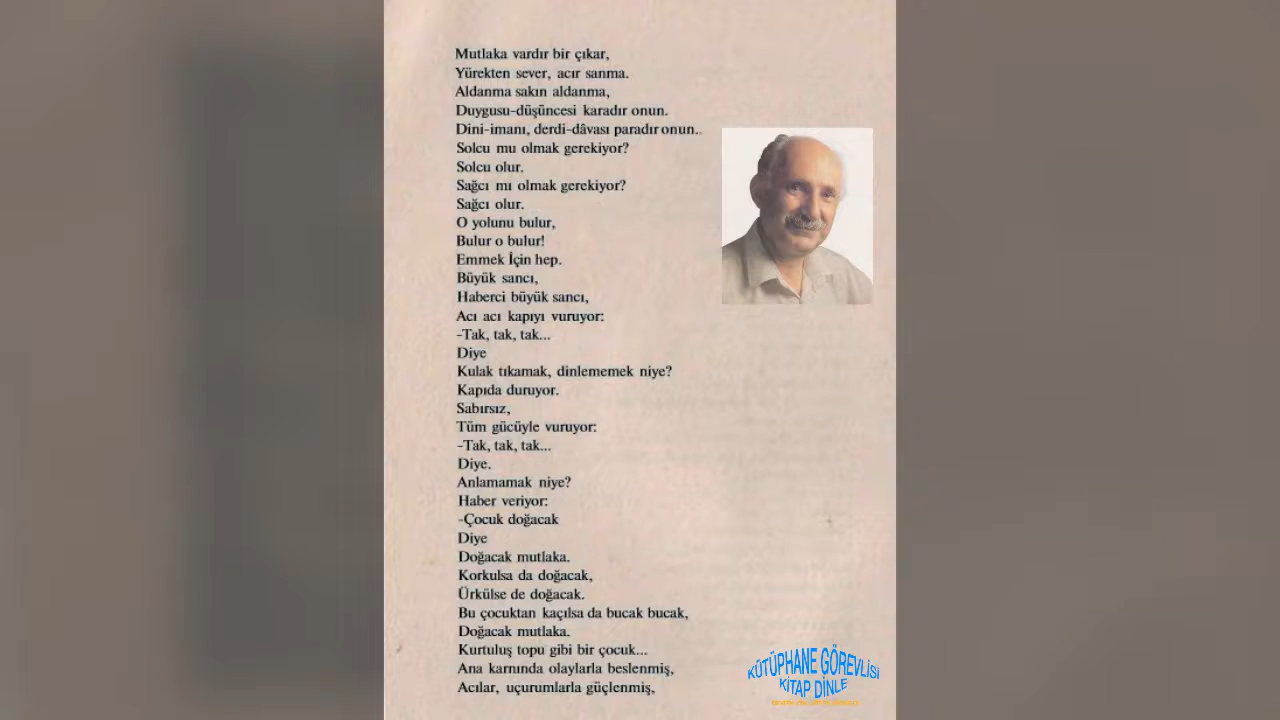 Mutlaka vardır bir çıkar,
Yürekten sever, acır sanma.
Aldanma sakın aldanma,
Duygusu-düşüncesi karadır onun.
Dini-imanı, derdi-dâvası paradır onun..
Solcu mu olmak gerekiyor?
Solcu olur.
Sağcı mı olmak gerekiyor?
Sağcı olur.
O yolunu bulur,
Bulur o bulur!
Emmek İçin hep.
Büyük sancı,
Haberci büyük sancı,
Acı acı kapıyı vuruyor:
-Tak, tak, tak...
Diye
Kulak tıkamak, dinlememek niye?
Kapıda duruyor.
Sabırsız,
Tüm gücüyle vuruyor:
-Tak, tak, tak...
Diye.
Anlamamak niye?
Haber veriyor:
-Çocuk doğacak
Diye
Doğacak mutlaka.
Korkulsa da doğacak,
Ürkülse de doğacak.
Bu çocuktan kaçılsa da bucak bucak,
Doğacak mutlaka.
Kurtuluş topu gibi bir çocuk...
Ana karnında olaylarla beslenmiş,
Acılar, uçurumlarla güçlenmiş,
KÜTÜPHANE GÖREVLİSİ
KİTAP DİNLE